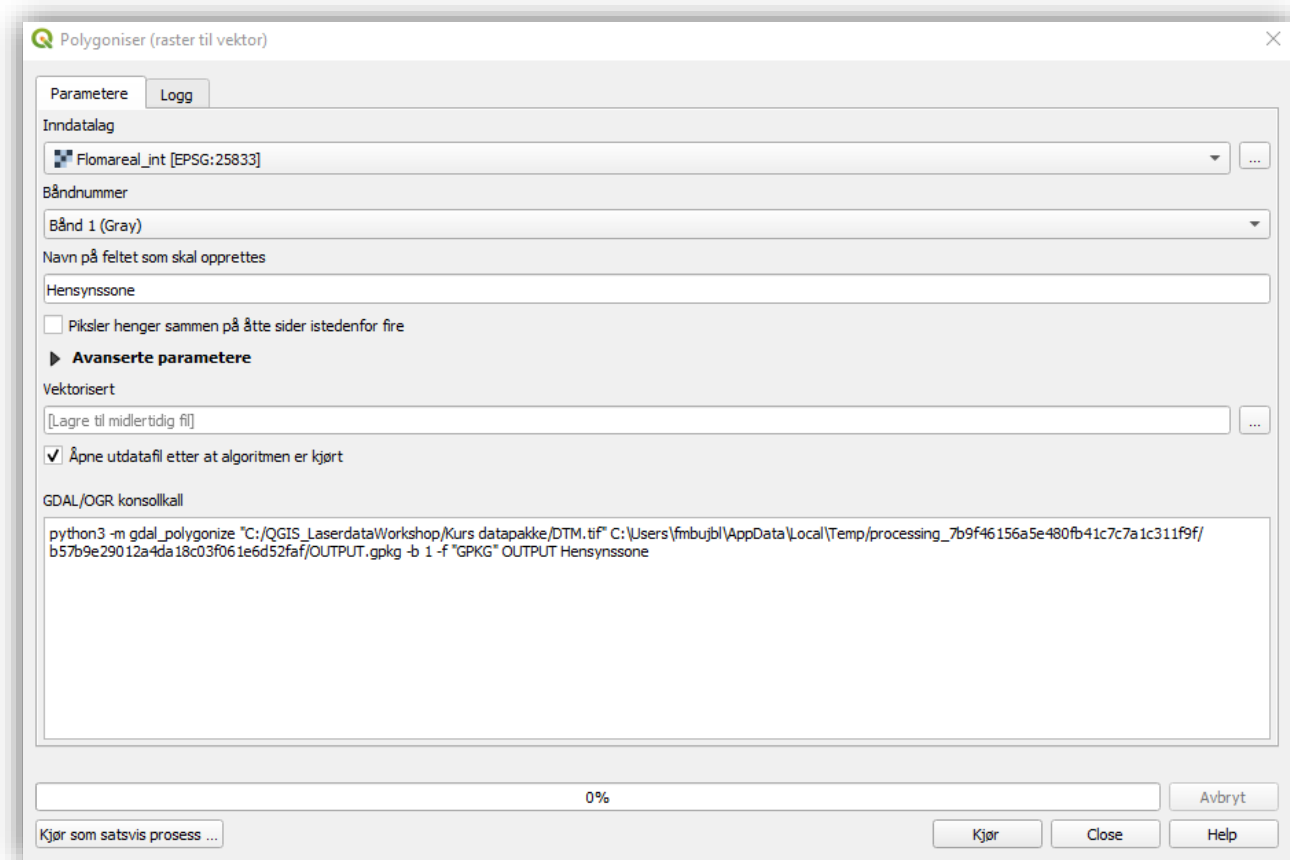 Polygoniser (raster til vektor)
Parametere
Logg
Inndatalag
Flomareal_int [EPSG:25833]
...
Båndnummer
Bånd 1 (Gray)
Navn på feltet som skal opprettes
Hensynssone
Piksler henger sammen på åtte sider istedenfor fire
Avanserte parametere
Vektorisert
[Lagre til midlertidig fil]
...
Åpne utdatafil etter at algoritmen er kjørt
GDAL/OGR konsollkall
python3 -m gdal_polygonize "C:/QGIS_LaserdataWorkshop/Kurs datapakke/DTM.tif" C:\Users\fmbujbl\AppData\Local\Temp/processing_7b9f46156a5e480fb41c7c7a1c311f9f/
b57b9e29012a4da18c03f061e6d52faf/OUTPUT.gpkg -b 1 -f "GPKG" OUTPUT Hensynssone
0%
Avbryt
Kjør som satsvis prosess ...
Kjør
Close
Help